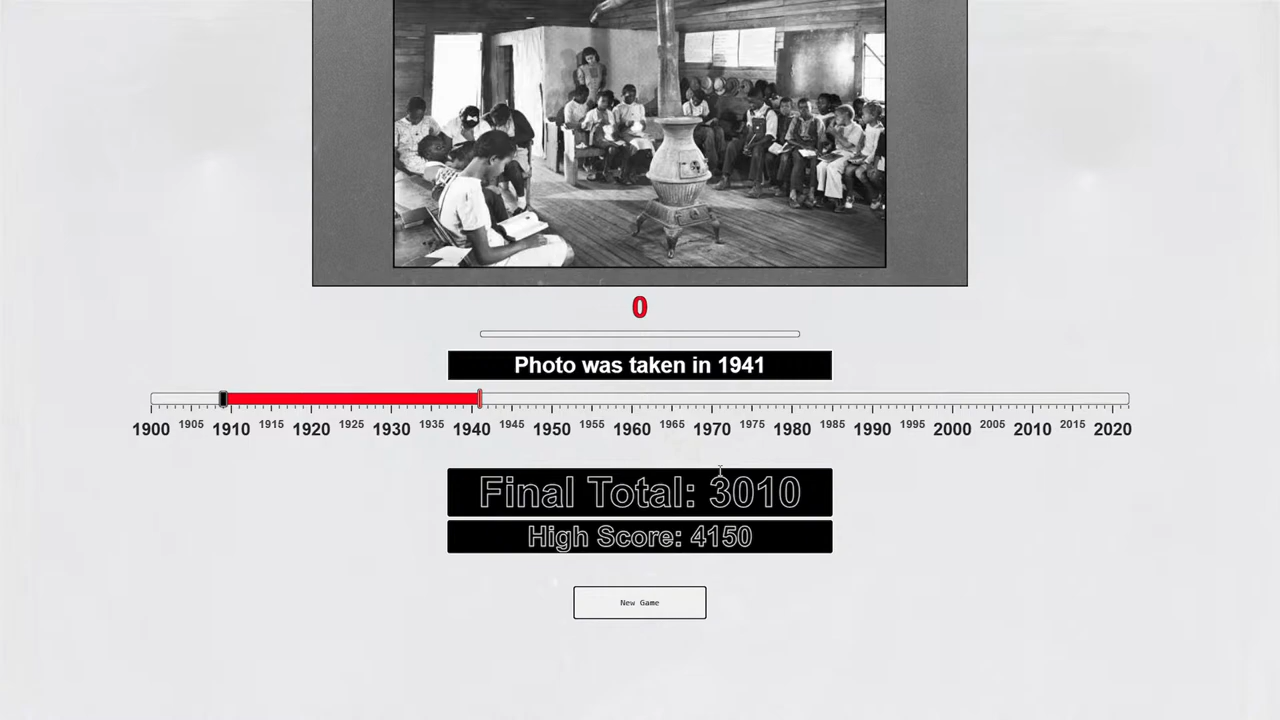 0
Photo was taken in 1941
1900 1905 1910 1915 1920 1925 1930 1935 1940 1945 1950 1955 1960 1965 1970 1975 1980 1985 1990 1995 2000 2005 2010 2015 2020
Final Total: 3010
High Score: 4150
New Game